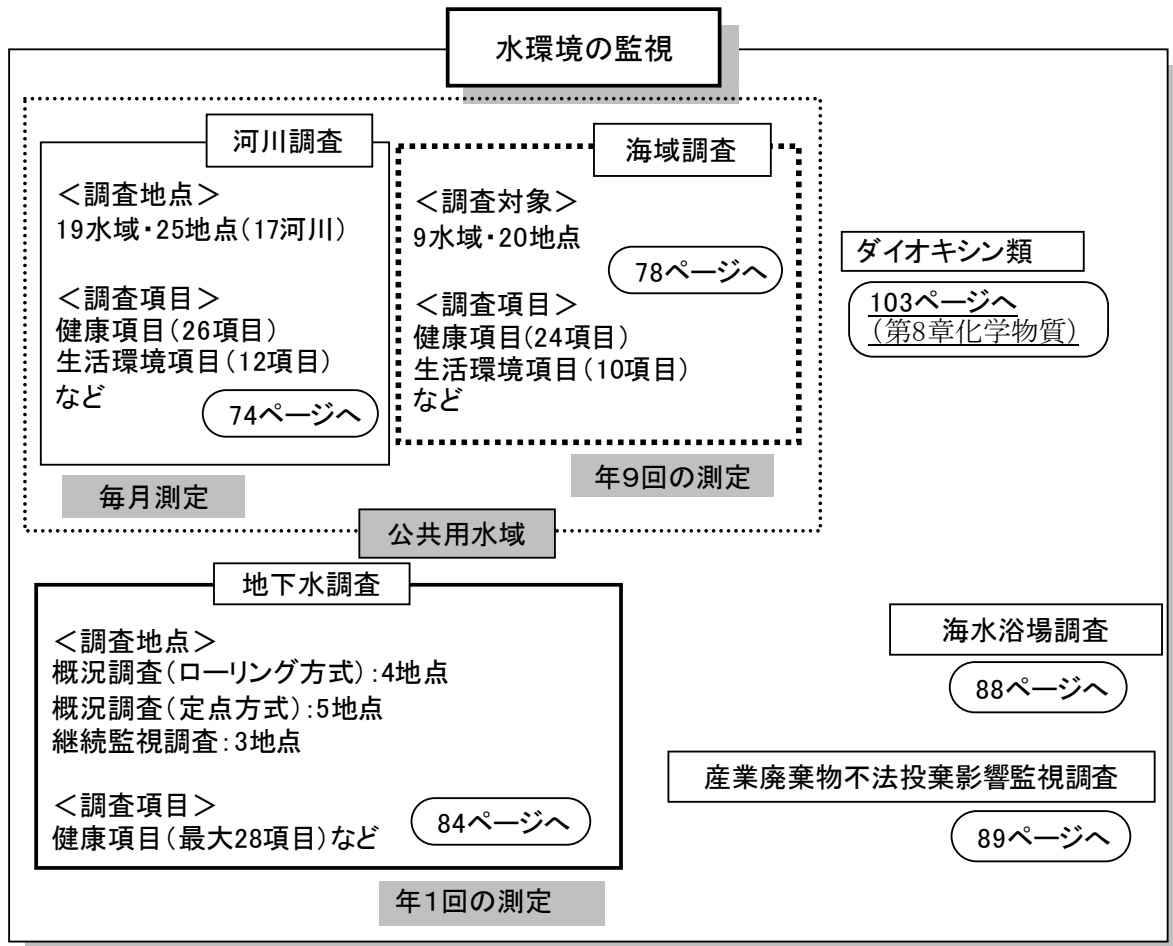 水環境の監視
河川調査
<調査地点>
19水域・25地点(17河川)
<調査項目>
健康項目(26項目)
生活環境項目(12項目)
など
74ページへ
毎月測定
海域調査
<調査対象>
9水域・20地点
78ページへ
<調査項目>
健康項目(24項目)
生活環境項目(10項目)
など
年9回の測定
公共用水域
ダイオキシン類
103ページへ
(第8章化学物質)
地下水調査
<調査地点>
概況調査(ローリング方式):4地点
概況調査(定点方式):5地点
継続監視調査:3地点
<調査項目>
健康項目(最大28項目)など
84ページへ
年1回の測定
海水浴場調査
88ページへ
産業廃棄物不法投棄影響監視調査
89ページへ